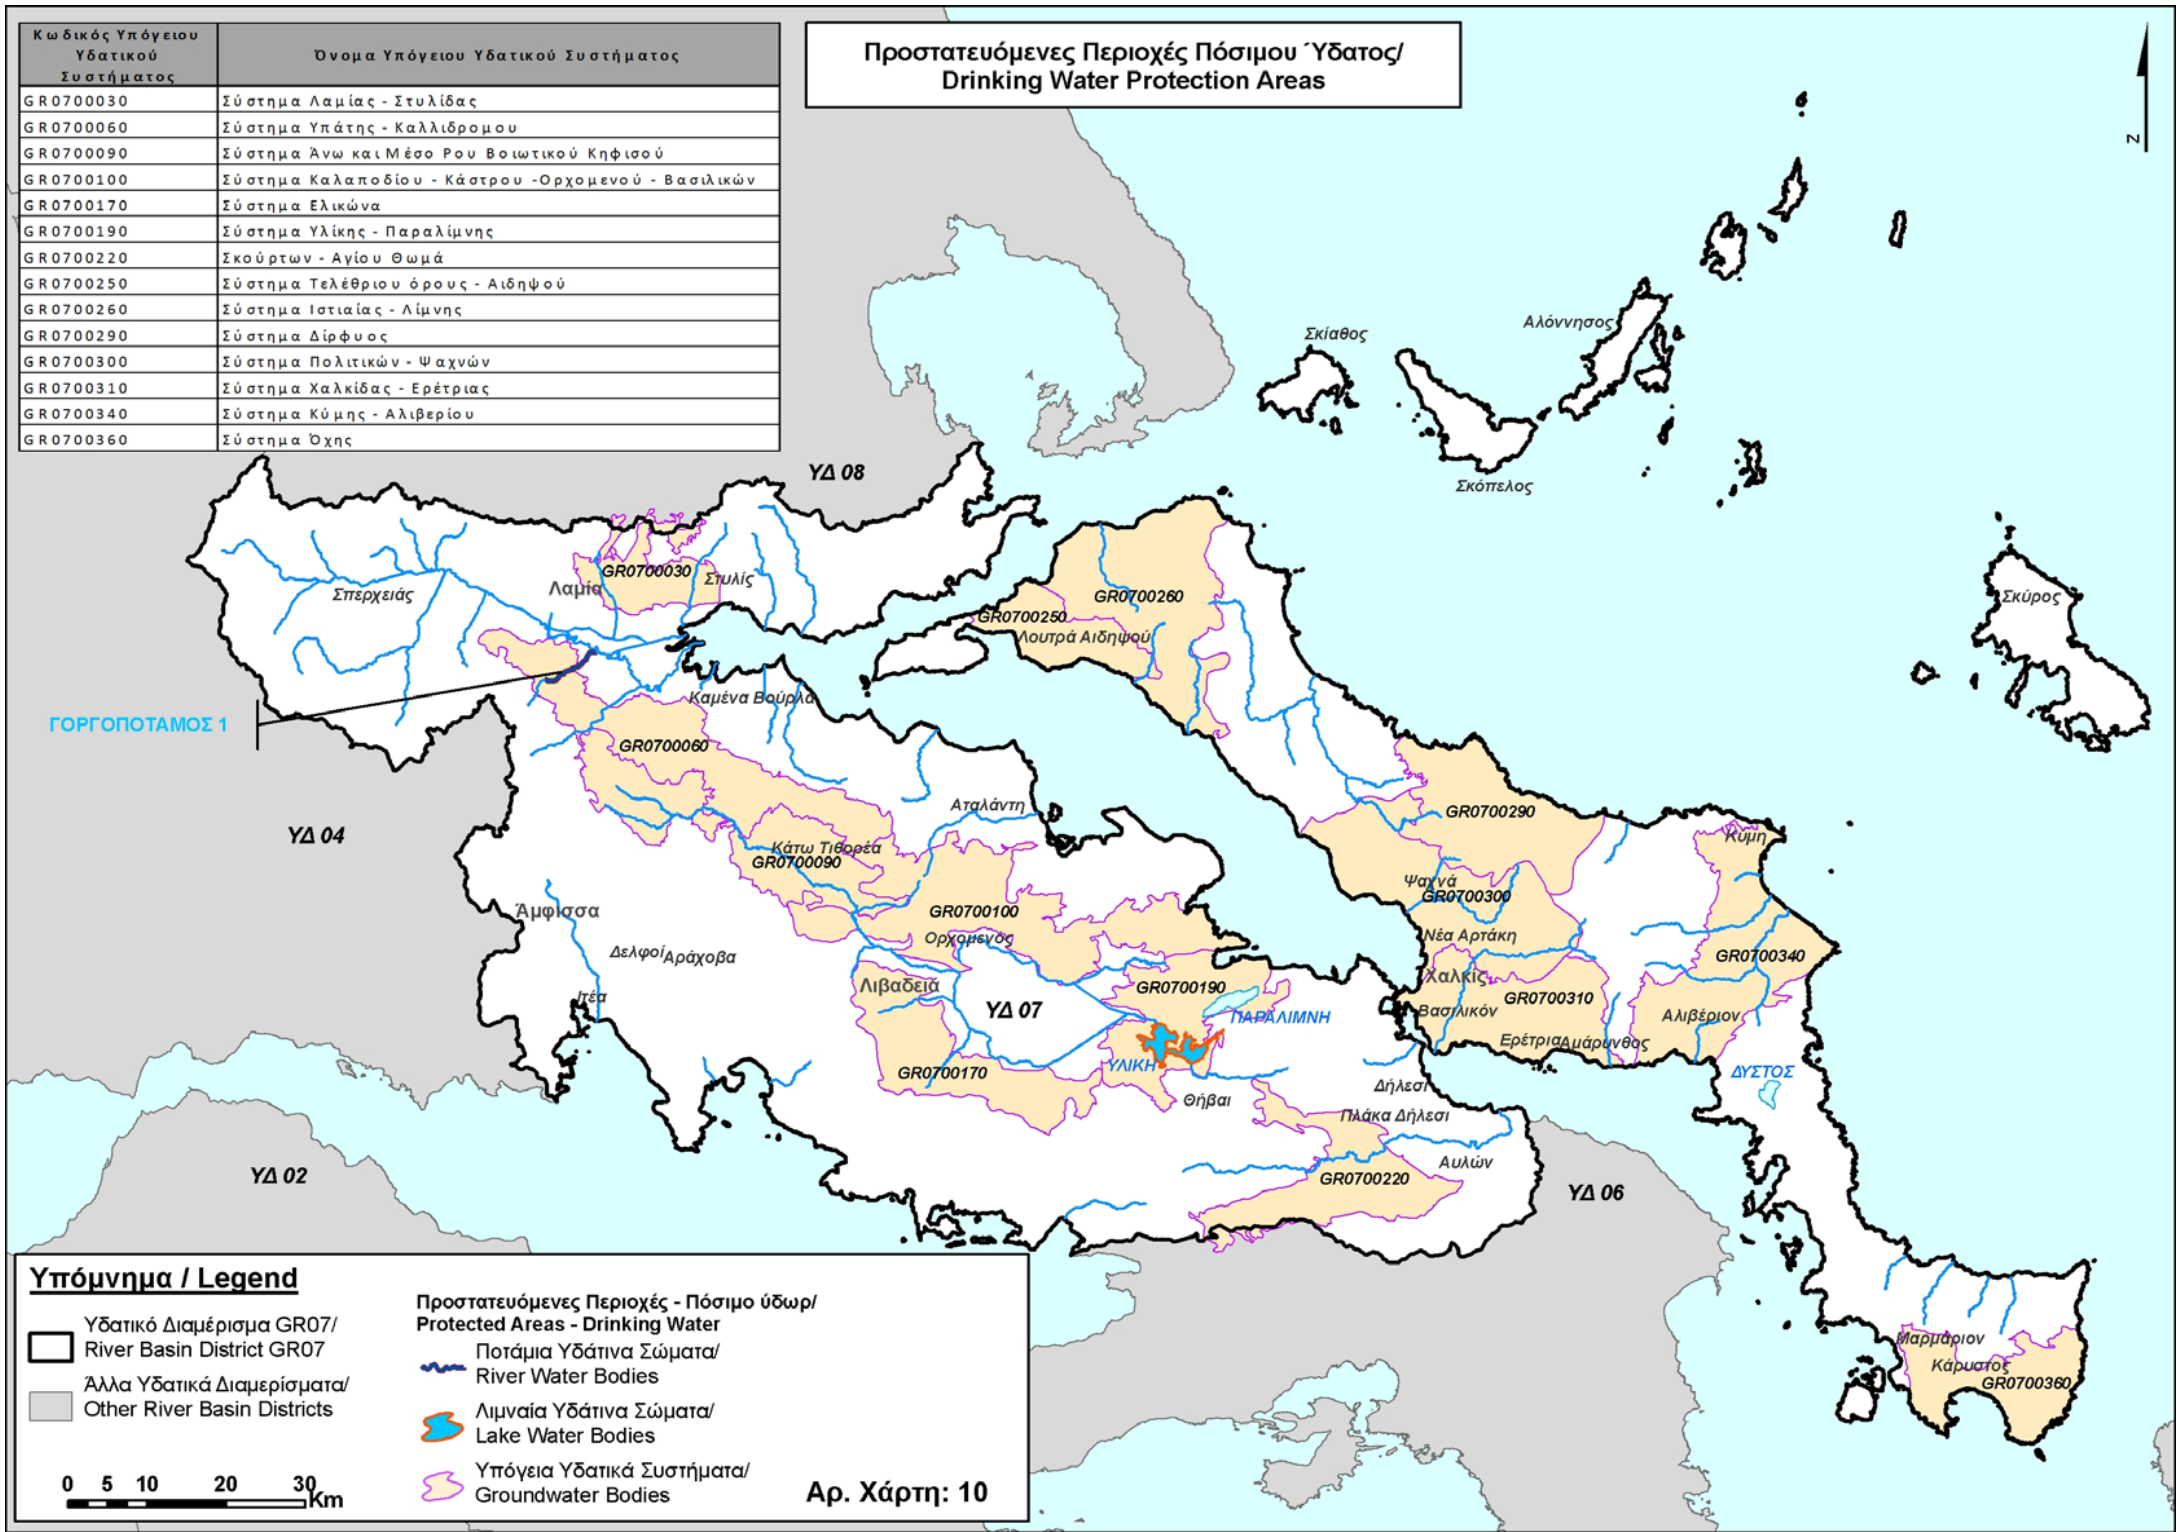 Κωδικός Υπόγειου
Υδατικού
Συστήματος
Όνομα Υπόγειου Υδατικού Συστήματος
GR0700030 Σύστημα Λαμίας - Στυλίδας
GR0700060 Σύστημα Υπάτης - Καλλιδρομου
GR0700090 Σύστημα Άνω και Μέσο Ρου Βοιωτικού Κηφισού
GR0700100 Σύστημα Καλαποδίου - Κάστρου -Ορχομενού - Βασιλικών
GR0700170 Σύστημα Ελικώνα
GR0700190 Σύστημα Υλίκης - Παραλίμνης
GR0700220 Σκούρτων - Αγίου Θωμά
GR0700250 Σύστημα Τελέθριου όρους - Αιδηψού
GR0700260 Σύστημα Ιστιαίας - Λίμνης
GR0700290 Σύστημα Δίρφυος
GR0700300 Σύστημα Πολιτικών - Ψαχνών
GR0700310 Σύστημα Χαλκίδας - Ερέτριας
GR0700340 Σύστημα Κύμης - Αλιβερίου
GR0700360 Σύστημα Όχης
Προστατευόμενες Περιοχές Πόσιμου Ύδατος/
Drinking Water Protection Areas
Z
Αλόννησος
Σκίαθος
Σκόπελος
ΥΔ 08
Σκύρος
GR0700030
Στυλίς
Λαμία
Σπερχειάς
GR0700260
GR0700250
Λουτρά Αιδηψού
Καμένα Βούρλα
ΓΟΡΓΟΠΟΤΑΜΟΣ 1
GR0700060
Αταλάντη
GR0700290
ΥΔ 04
Κύμη
Κάτω Τιθορέα
GR0700090
Ψαχνά
GR0700300
Άμφισσα
GR0700100
Ορχομενός
Νέα Αρτάκη
Δελφοί
Αράχοβα
GR0700340
Χαλκίς
Λιβαδειά
GR0700190
Ιτέα
GR0700310
ΥΔ 07
Βασιλικόν
ΠΑΡΑΛΙΜΝΗ
Αλιβέριον
Ερέτρια
Αμάρυνθος
ΥΛΙΚΗ
GR0700170
ΔΥΣΤΟΣ
Δήλεσι
Θήβαι
Πλάκα Δήλεσι
Αυλών
ΥΔ 02
GR0700220
ΥΔ 06
Μαρμάριον
Κάρυστος
GR0700360
Υπόμνημα / Legend
Υδατικό Διαμέρισμα GR07/
River Basin District GR07
Άλλα Υδατικά Διαμερίσματα/
Other River Basin Districts
0 5 10 20 30 Km
Προστατευόμενες Περιοχές - Πόσιμο ύδωρ/
Protected Areas - Drinking Water
Ποτάμια Υδάτινα Σώματα/
River Water Bodies
Λιμναία Υδάτινα Σώματα/
Lake Water Bodies
Υπόγεια Υδατικά Συστήματα/
Groundwater Bodies
Αρ. Χάρτη: 10